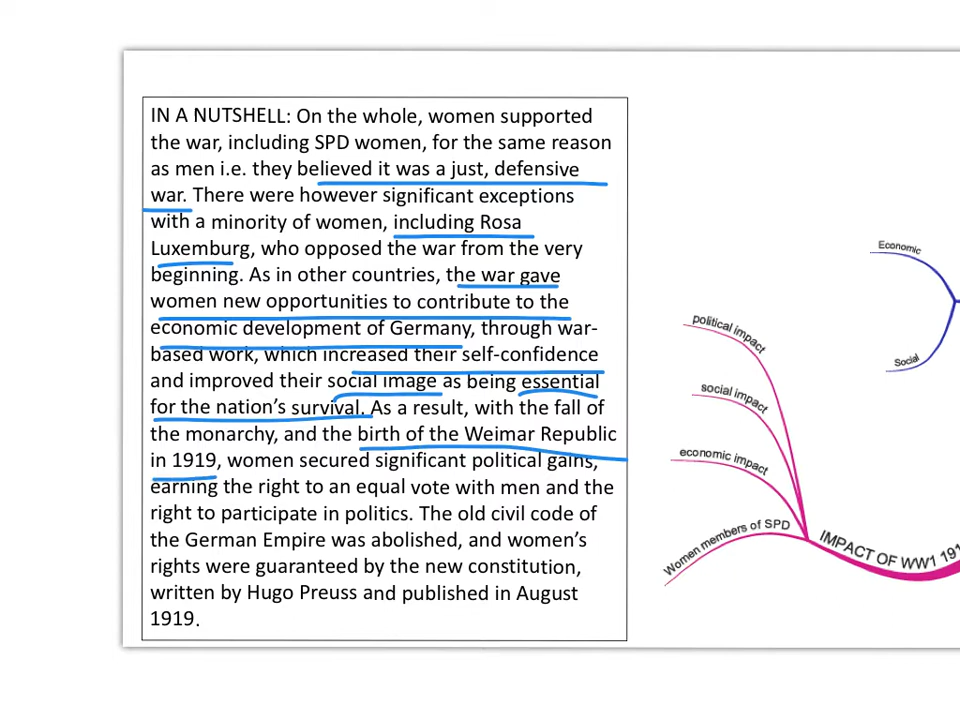 IN A NUTSHELL: On the whole, women supported
the war, including SPD women, for the same reason
as men i.e. they believed it was a just, defensive
war. There were however significant exceptions
with a minority of women, including Rosa
Luxemburg, who opposed the war from the very
beginning. As in other countries, the war gave
women new opportunities to contribute to the
economic development of Germany, through war-
based work, which increased their self-confidence
and improved their social image as being essential
for the nation’s survival. As a result, with the fall of
the monarchy, and the birth of the Weimar Republic
in 1919, women secured significant political gains,
earning the right to an equal vote with men and the
right to participate in politics. The old civil code of
the German Empire was abolished, and women’s
rights were guaranteed by the new constitution,
written by Hugo Preuss and published in August
1919.
Economic
Social
political impact
social impact
economic impact
Women members of SPD
IMPACT OF WW1 191